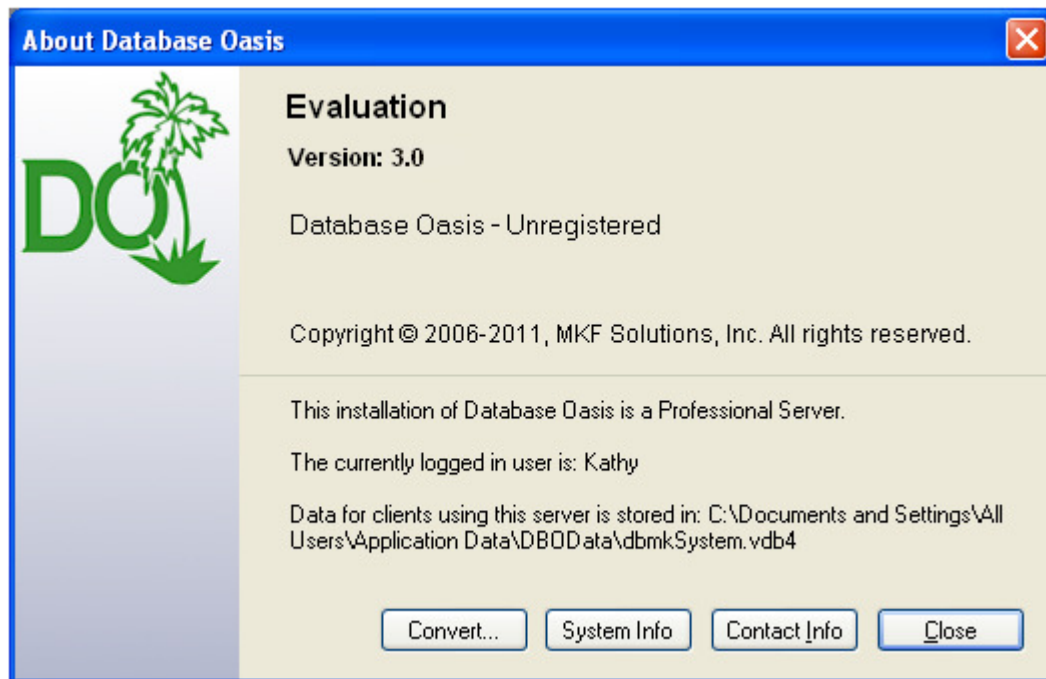 About Database Oasis
DO
Evaluation
Version: 3.0
Database Oasis - Unregistered
Copyright © 2006-2011, MKF Solutions, Inc. All rights reserved.
This installation of Database Oasis is a Professional Server.
The currently logged in user is: Kathy
Data for clients using this server is stored in: C:\Documents and Settings\All
Users\Application Data\DBOData\dbmkSystem.vdb4
Convert... System Info Contact Info Close